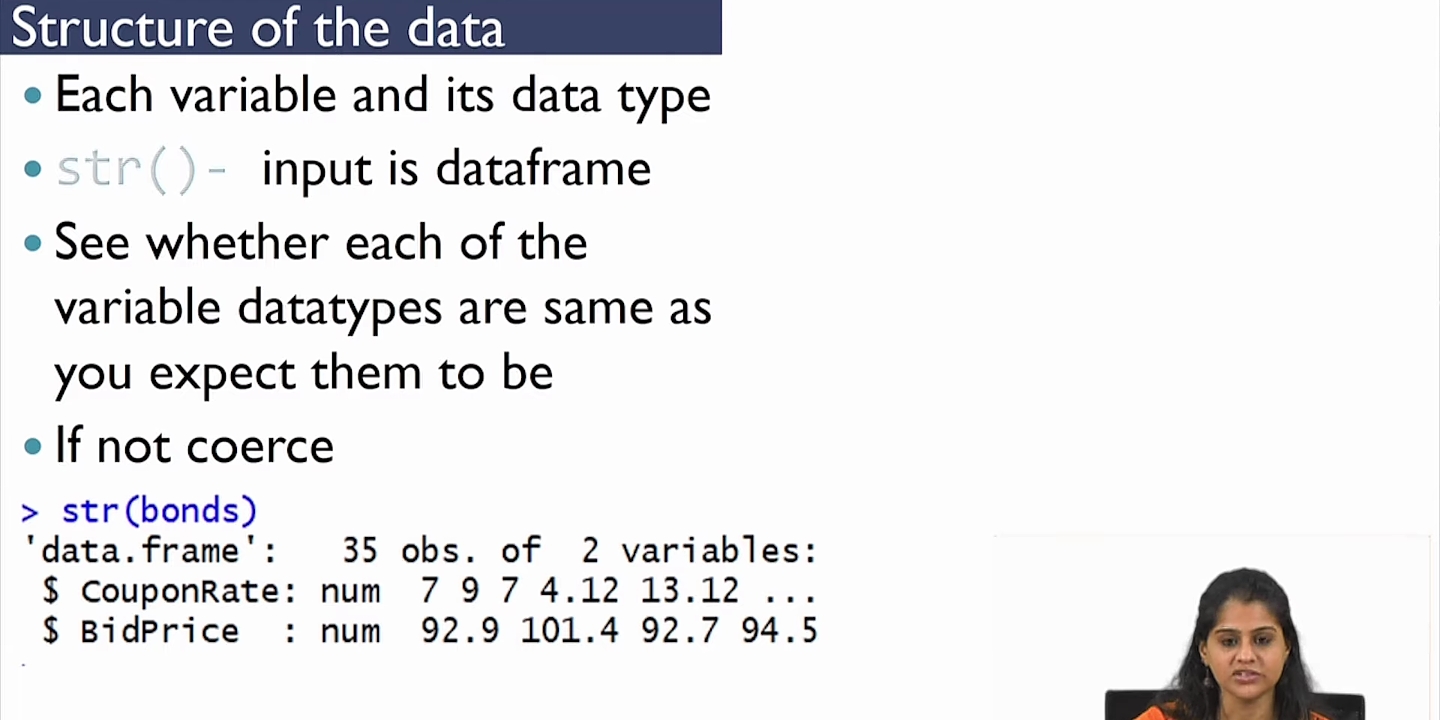 Structure of the data
• Each variable and its data type
• str()- input is dataframe
• See whether each of the
variable datatypes are same as
you expect them to be
• If not coerce
> str(bonds)
'data.frame': 35 obs. of 2 variables:
$ CouponRate: num 7 9 7 4.12 13.12 ...
$ BidPrice : num 92.9 101.4 92.7 94.5